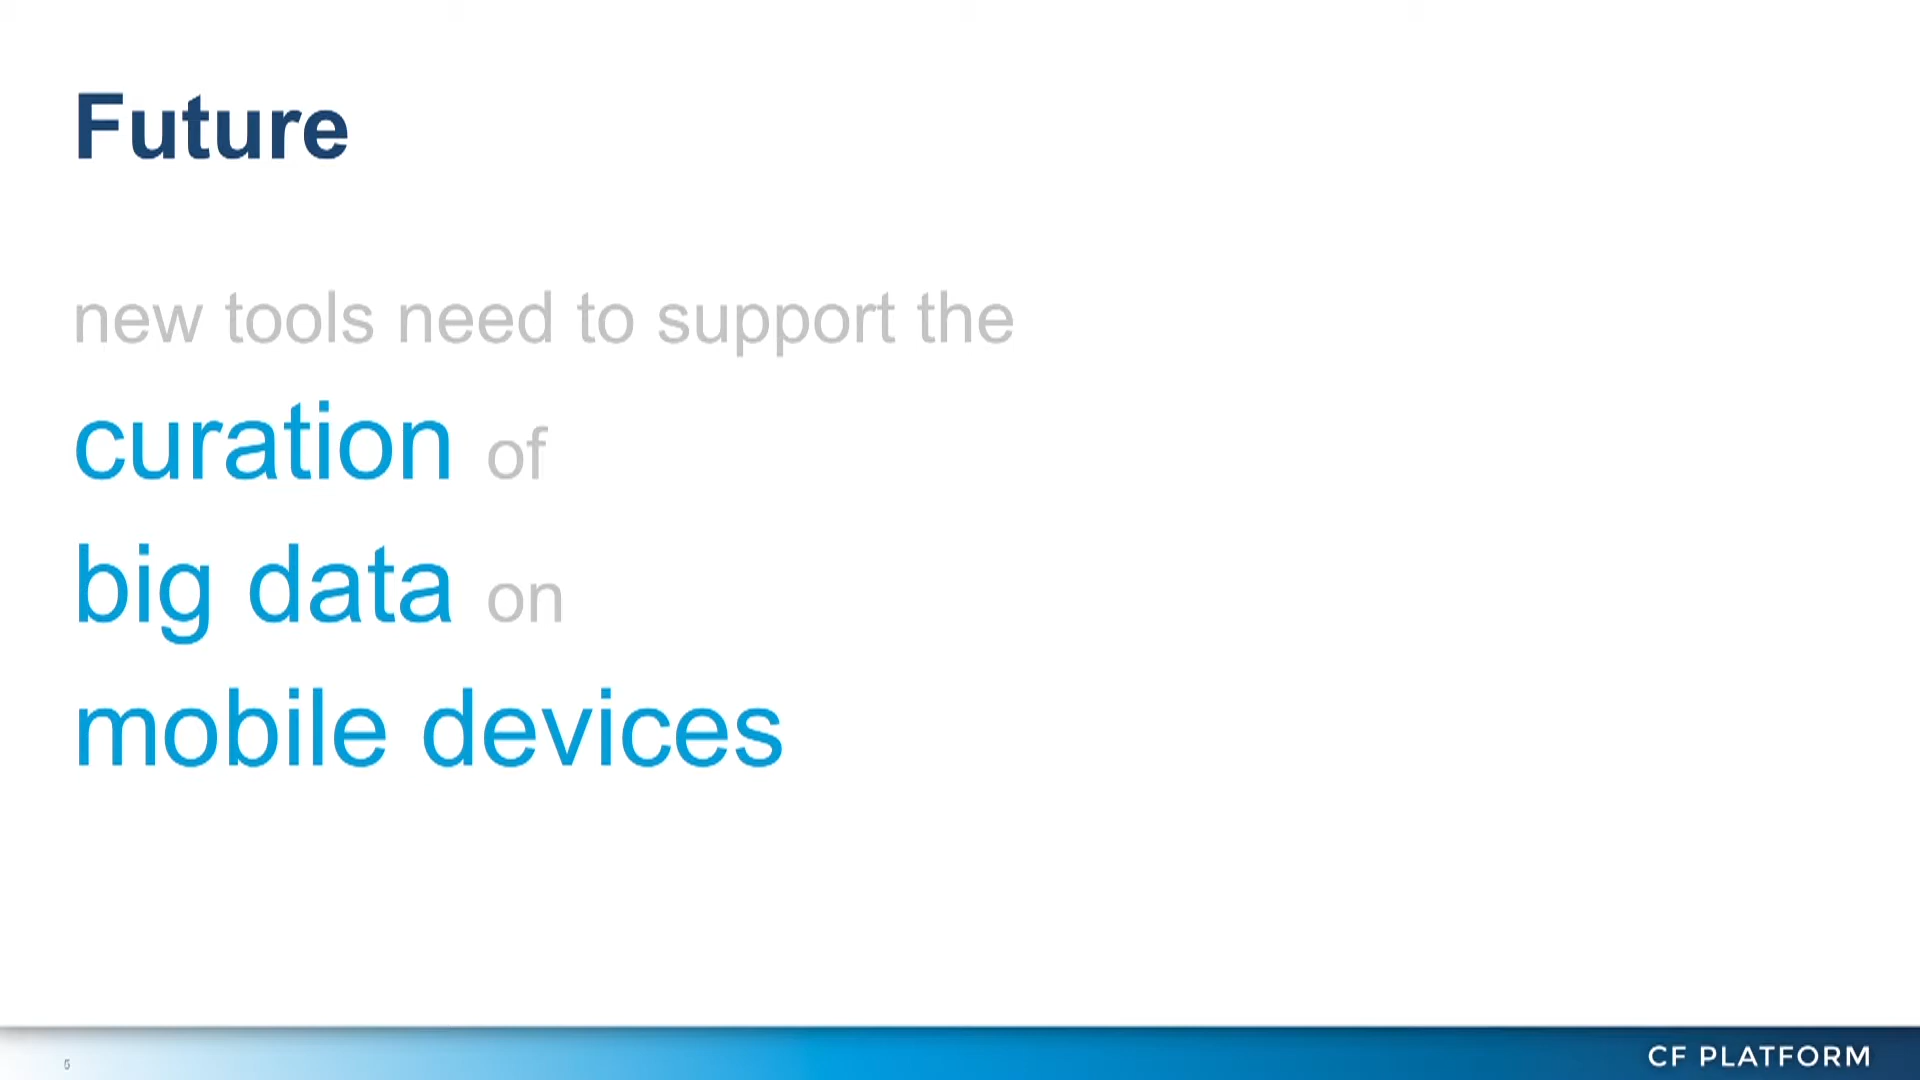 Future
new tools need to support the
curation of
big data on
mobile devices
CF PLATFORM